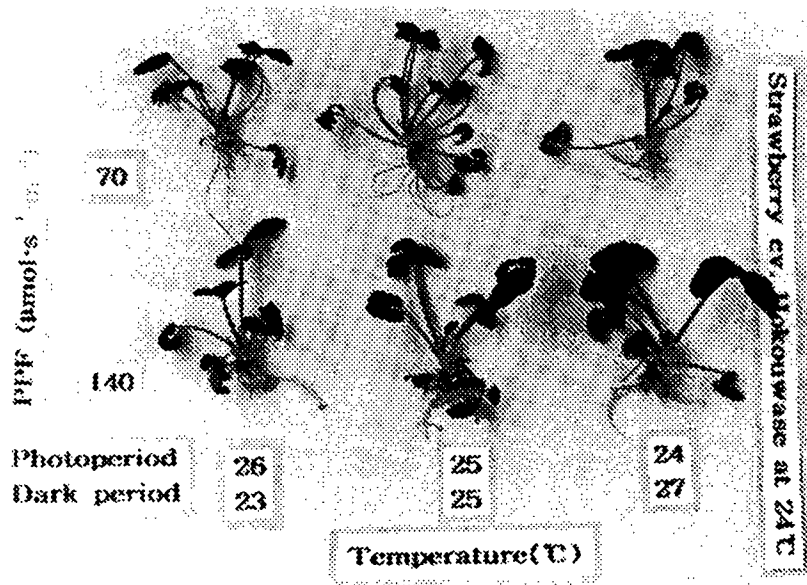 70
140
PPF (μmol·s
Photoperiod 26 25 24
Dark period 23 25 27
Temperature(℃)
Strawberry cv. Hokouwase at 24℃